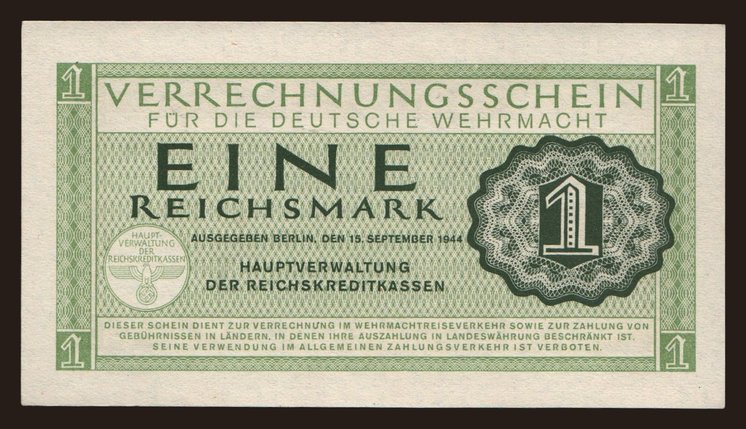 1 1
VERRECHNUNGSSCHEIN
FÜR DIE DEUTSCHE WEHRMACHT
EINE
REICHSMARK
AUSGEGEBEN BERLIN, DEN 15. SEPTEMBER 1944
HAUPTVERWALTUNG
DER REICHSKREDITKASSEN
HAUPT-
VERWALTUNG
DER
REICHSKREDITKASSEN
1
DIESER SCHEIN DIENT ZUR VERRECHNUNG IM WEHRMACHTREISEVERKEHR SOWIE ZUR ZAHLUNG VON
GEBÜHRNISSEN IN LÄNDERN, IN DENEN IHRE AUSZAHLUNG IN LANDESWÄHRUNG BESCHRÄNKT IST.
SEINE VERWENDUNG IM ALLGEMEINEN ZAHLUNGSVERKEHR IST VERBOTEN.
1 1